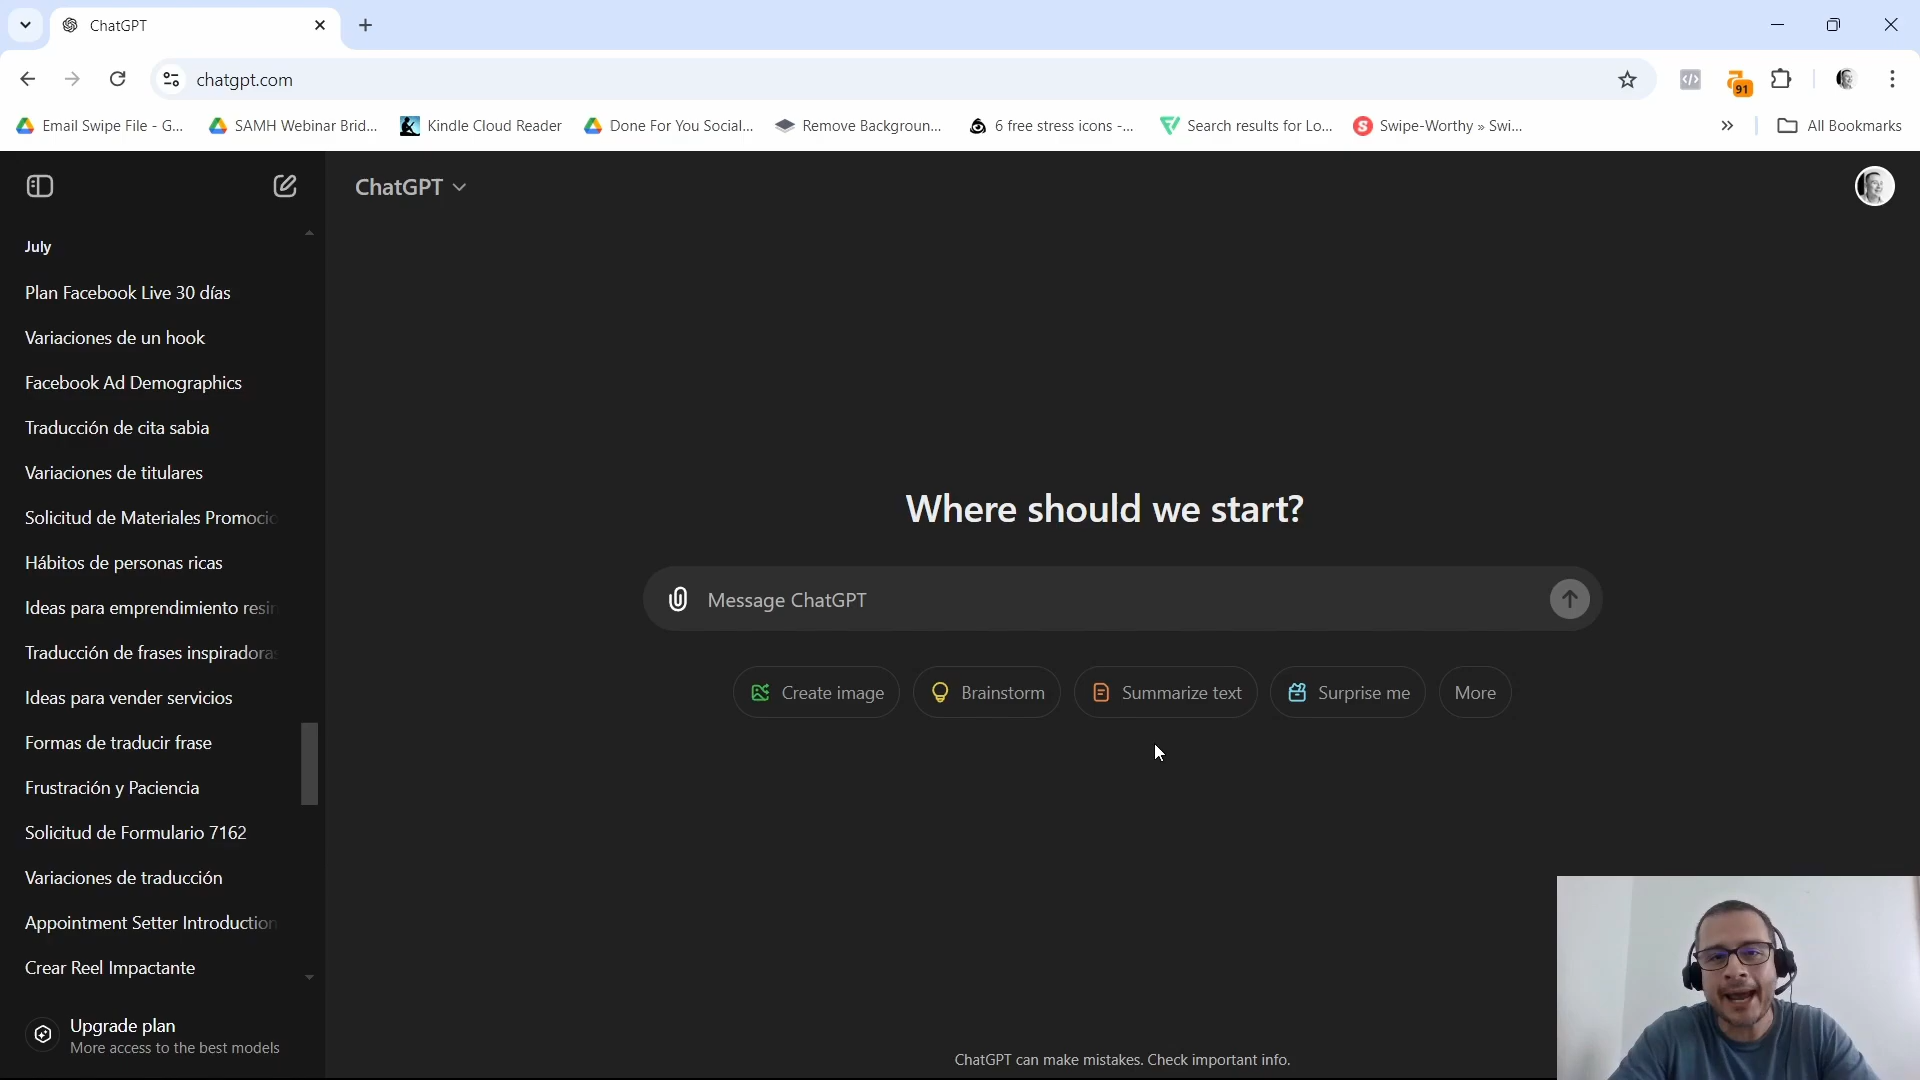 ChatGPT
chatgpt.com
91
Email Swipe File - G...
SAMH Webinar Brid...
Kindle Cloud Reader
Done For You Social...
Remove Backgroun...
6 free stress icons -...
Search results for Lo...
Swipe-Worthy » Swi...
All Bookmarks
ChatGPT
July
Plan Facebook Live 30 días
Variaciones de un hook
Facebook Ad Demographics
Traducción de cita sabia
Variaciones de titulares
Solicitud de Materiales Promocio
Hábitos de personas ricas
Ideas para emprendimiento resin
Traducción de frases inspiradoras
Ideas para vender servicios
Formas de traducir frase
Frustración y Paciencia
Solicitud de Formulario 7162
Variaciones de traducción
Appointment Setter Introduction
Crear Reel Impactante
Upgrade plan
More access to the best models
Where should we start?
Message ChatGPT
Create image
Brainstorm
Summarize text
Surprise me
More
ChatGPT can make mistakes. Check important info.